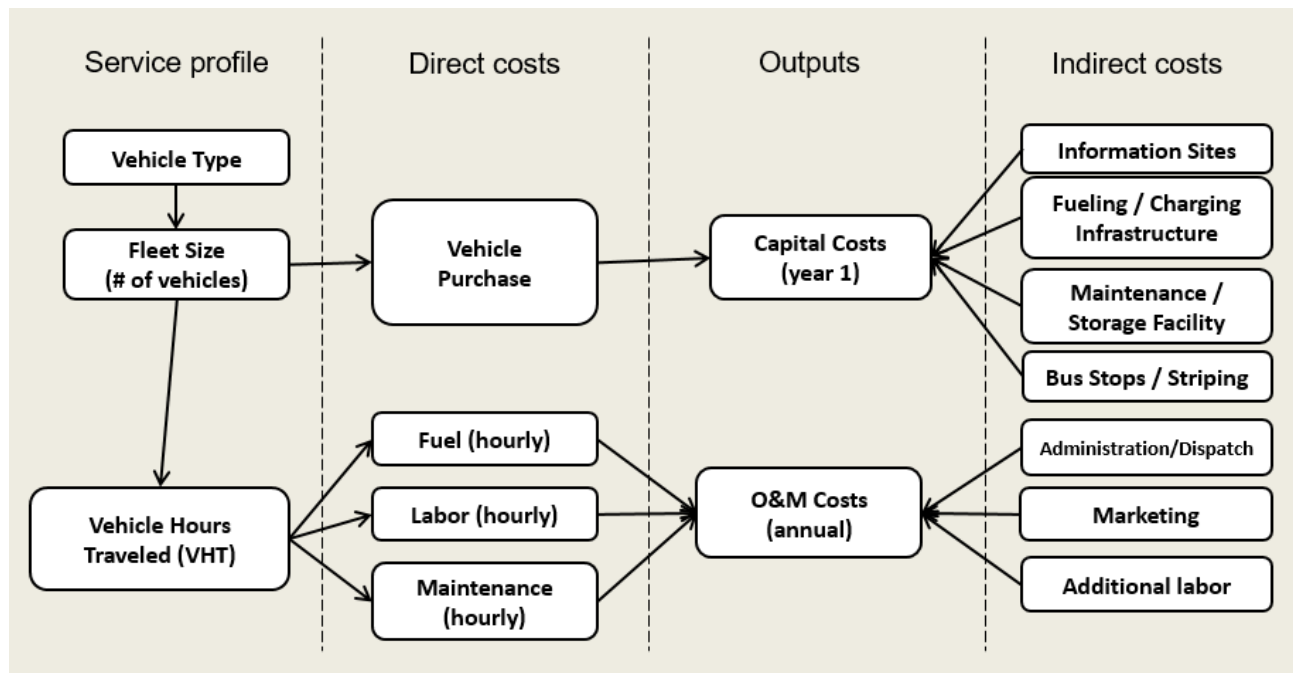 Service profile
Direct costs
Outputs
Indirect costs
Vehicle Type
Fleet Size
(# of vehicles)
Vehicle Hours
Traveled (VHT)
Vehicle
Purchase
Fuel (hourly)
Labor (hourly)
Maintenance
(hourly)
Capital Costs
(year 1)
O&M Costs
(annual)
Information Sites
Fueling / Charging
Infrastructure
Maintenance /
Storage Facility
Bus Stops / Striping
Administration/Dispatch
Marketing
Additional labor